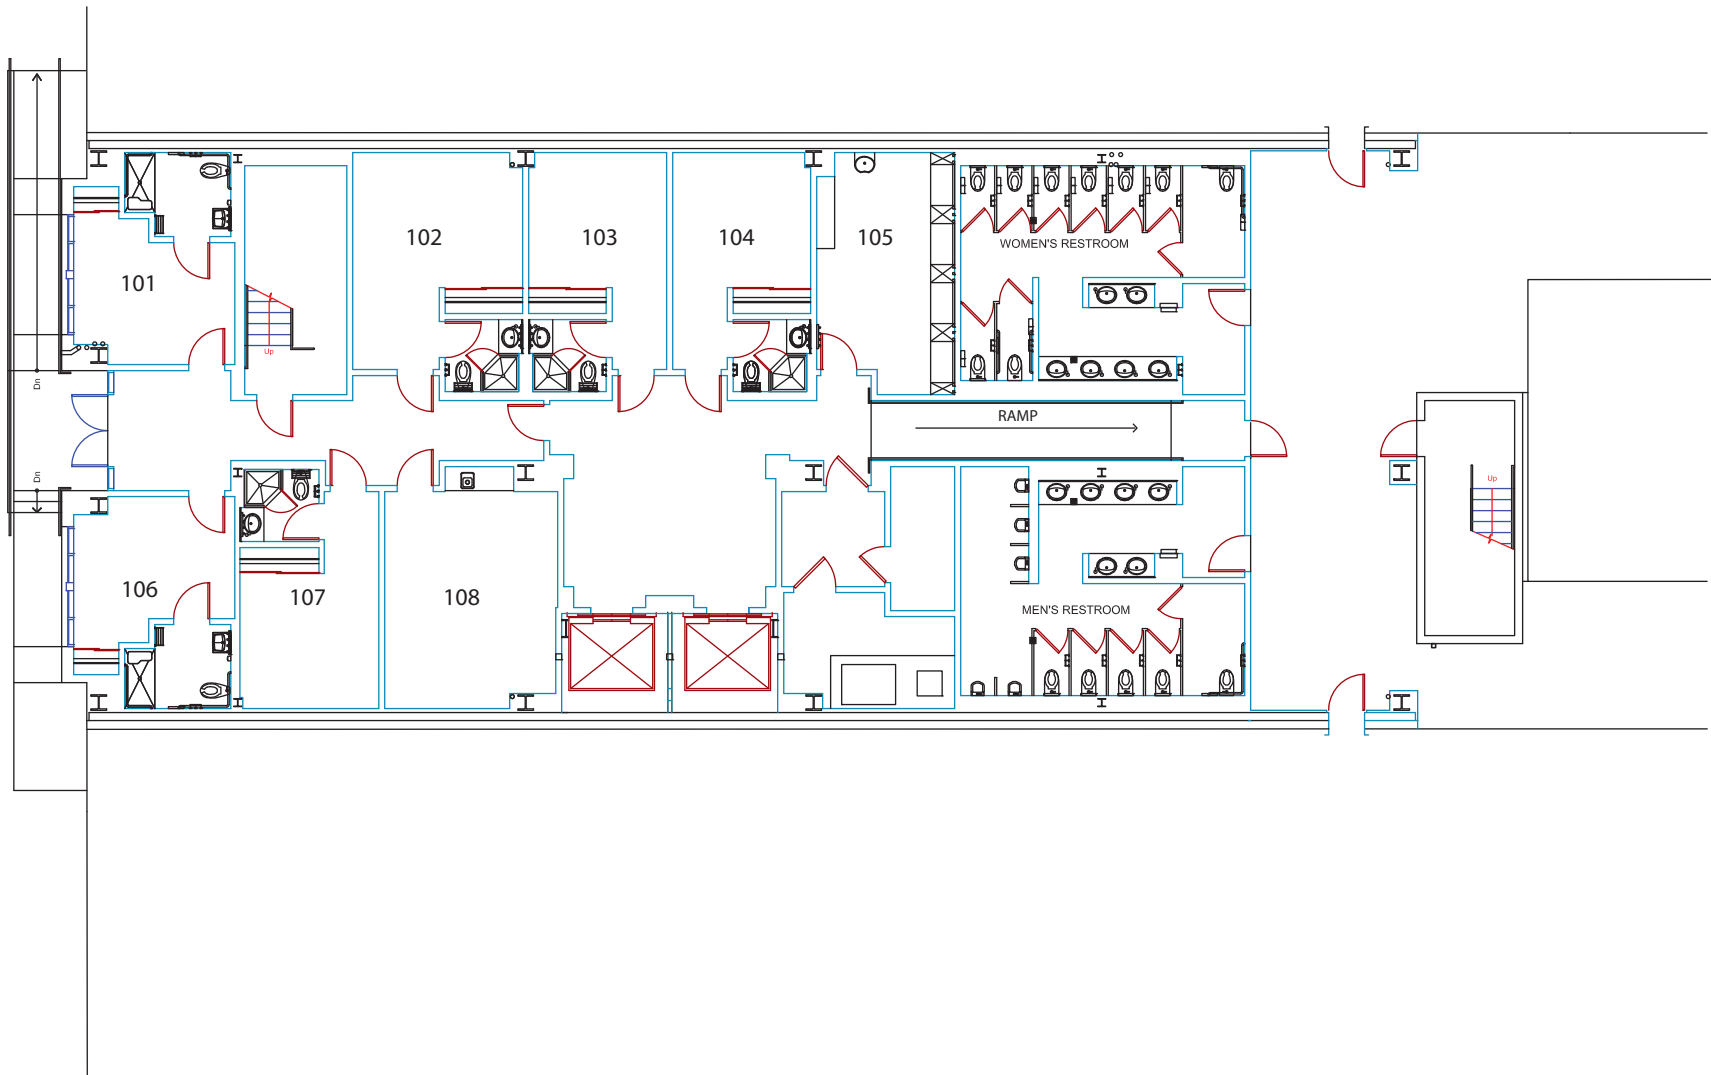 102
103
104
105
WOMEN'S RESTROOM
101
Up
Dn
RAMP
Dn
Up
106
107
108
MEN'S RESTROOM